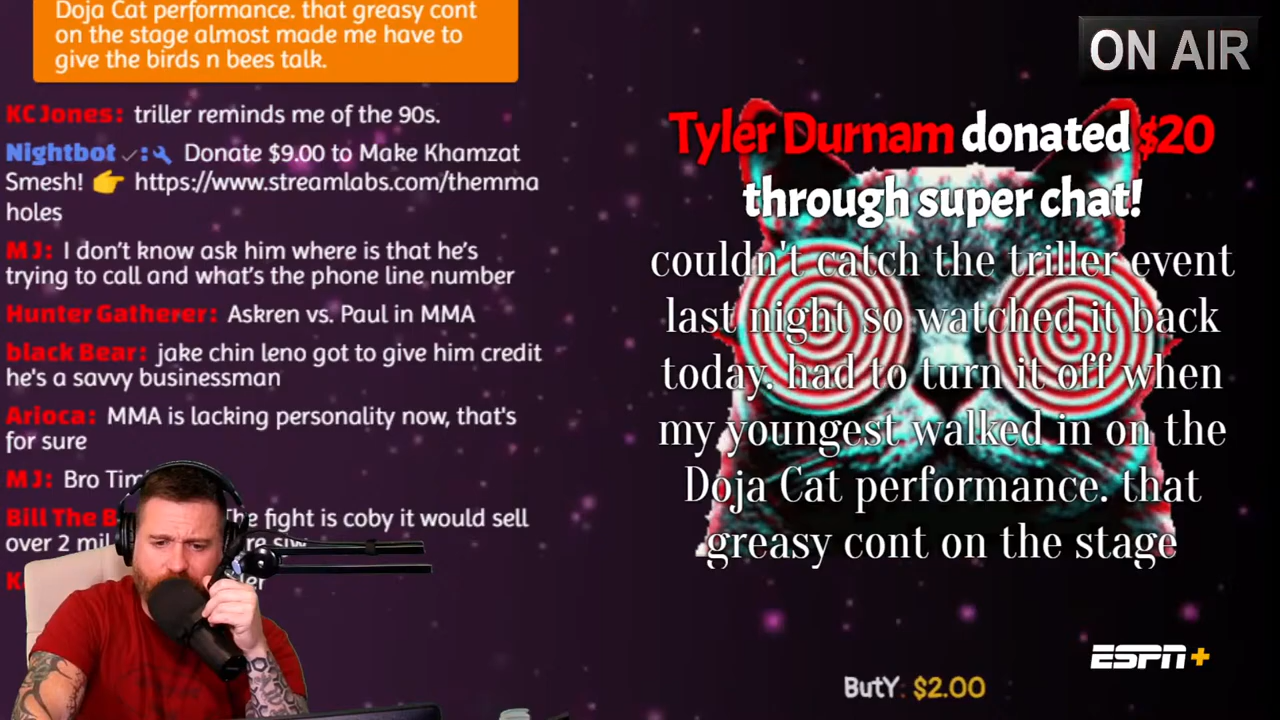 Doja Cat performance. that greasy cont
on the stage almost made me have to
give the birds n bees talk.
KC Jones: triller reminds me of the 90s.
Nightbot ✓:🔧 Donate $9.00 to Make Khamzat
Smesh! 👉 https://www.streamlabs.com/themma
holes
M J: I don't know ask him where is that he's
trying to call and what's the phone line number
Hunter Gatherer: Askren vs. Paul in MMA
black Bear: jake chin leno got to give him credit
he's a savvy businessman
Arioca: MMA is lacking personality now, that's
for sure
M J: Bro
Bill The fight is coby it would sell
over 2 mil
ON AIR
Tyler Durnam donated $20
through super chat!
couldn't catch the triller event
last night so watched it back
today. had to turn it off when
my youngest walked in on the
Doja Cat performance. that
greasy cont on the stage
ESPN+
ButY: $2.00